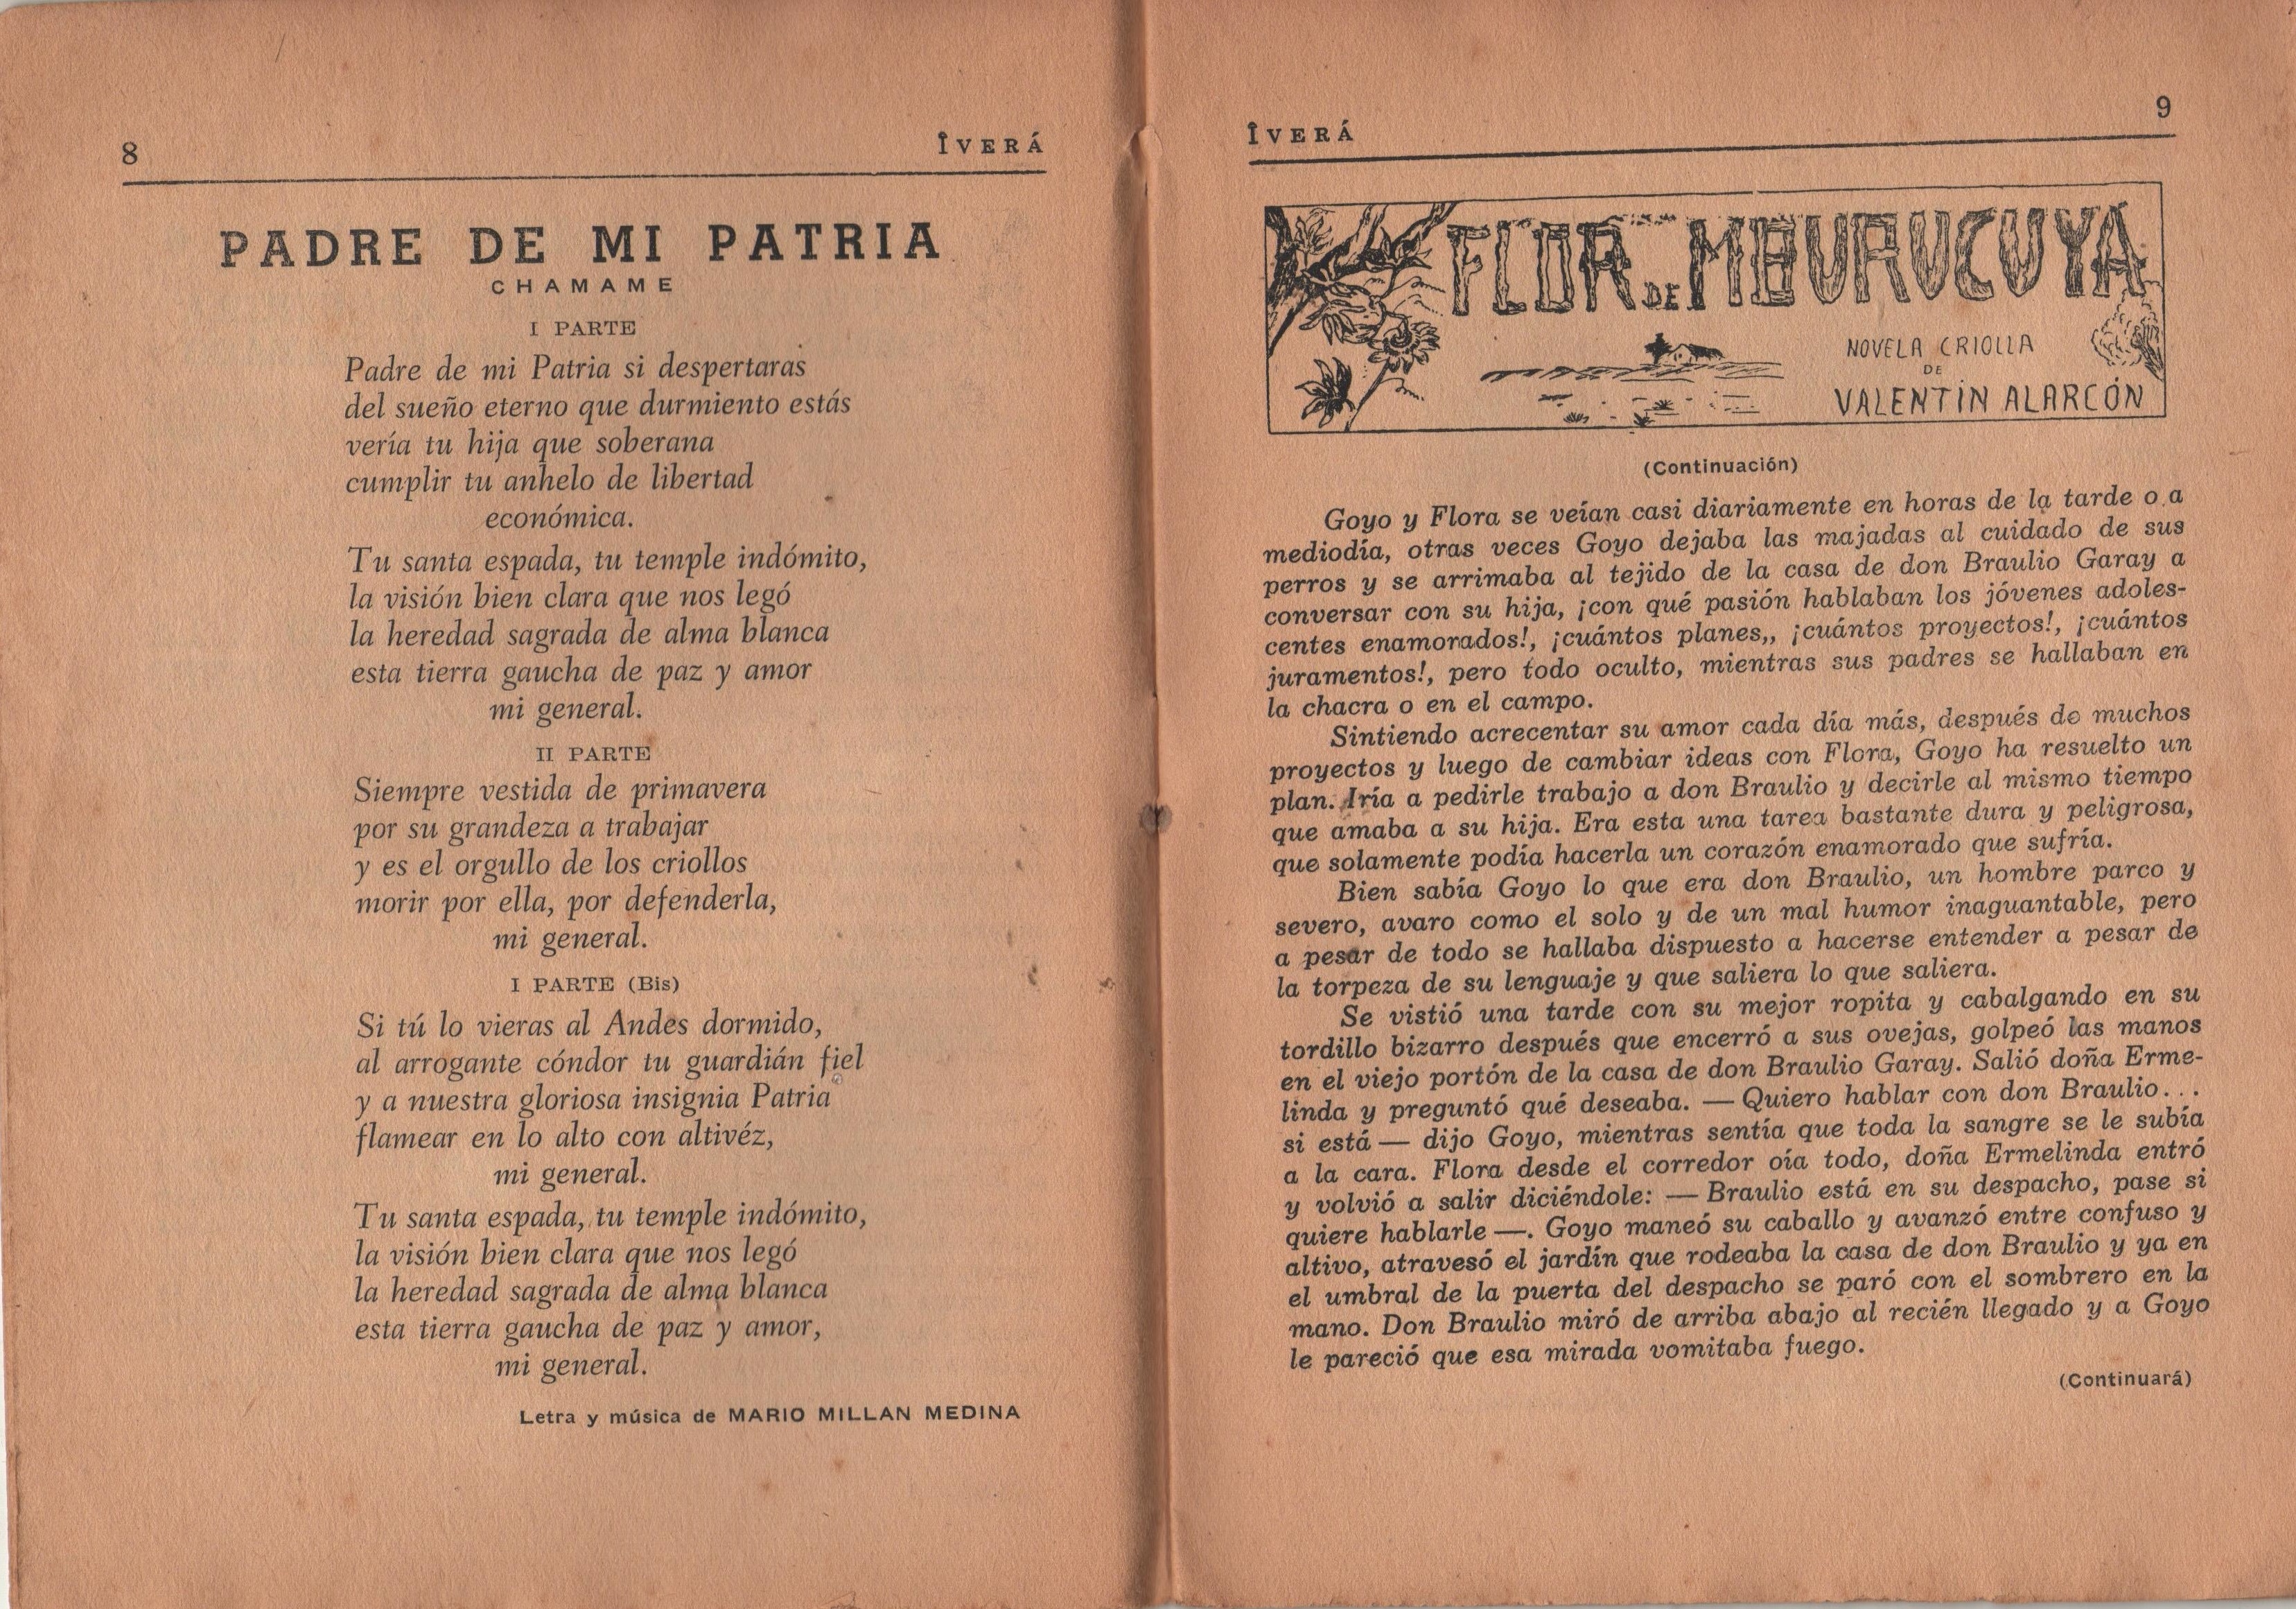 8
ÎVERÁ
PADRE DE MI PATRIA
CHAMAME
I PARTE
Padre de mi Patria si despertaras
del sueño eterno que durmiento estás
vería tu hija que soberana
cumplir tu anhelo de libertad
económica.
Tu santa espada, tu temple indómito,
la visión bien clara que nos legó
la heredad sagrada de alma blanca
esta tierra gaucha de paz y amor
mi general.
II PARTE
Siempre vestida de primavera
por su grandeza a trabajar
y es el orgullo de los criollos
morir por ella, por defenderla,
mi general.
I PARTE (Bis)
Si tú lo vieras al Andes dormido,
al arrogante cóndor tu guardián fiel
y a nuestra gloriosa insignia Patria
flamear en lo alto con altivéz,
mi general.
Tu santa espada, tu temple indómito,
la visión bien clara que nos legó
la heredad sagrada de alma blanca
esta tierra gaucha de paz y amor,
mi general.
Letra y música de MARIO MILLAN MEDINA
ÎVERÁ
9
FLOR DE MBURUCUYA
NOVELA CRIOLLA
DE
VALENTÍN ALARCÓN
(Continuación)
Goyo y Flora se veían casi diariamente en horas de la tarde o a
mediodía, otras veces Goyo dejaba las majadas al cuidado de sus
perros y se arrimaba al tejido de la casa de don Braulio Garay a
conversar con su hija, ¡con qué pasión hablaban los jóvenes adoles-
centes enamorados!, ¡cuántos planes,, ¡cuántos proyectos!, ¡cuántos
juramentos!, pero todo oculto, mientras sus padres se hallaban en
la chacra o en el campo.
Sintiendo acrecentar su amor cada día más, después de muchos
proyectos y luego de cambiar ideas con Flora, Goyo ha resuelto un
plan. Iría a pedirle trabajo a don Braulio y decirle al mismo tiempo
que amaba a su hija. Era esta una tarea bastante dura y peligrosa,
que solamente podía hacerla un corazón enamorado que sufría.
Bien sabía Goyo lo que era don Braulio, un hombre parco y
severo, avaro como el solo y de un mal humor inaguantable, pero
a pesar de todo se hallaba dispuesto a hacerse entender a pesar de
la torpeza de su lenguaje y que saliera lo que saliera.
Se vistió una tarde con su mejor ropita y cabalgando en su
tordillo bizarro después que encerró a sus ovejas, golpeó las manos
en el viejo portón de la casa de don Braulio Garay. Salió doña Erme-
linda y preguntó qué deseaba. — Quiero hablar con don Braulio...
si está — dijo Goyo, mientras sentía que toda la sangre se le subía
a la cara. Flora desde el corredor oía todo, doña Ermelinda entró
y volvió a salir diciéndole: — Braulio está en su despacho, pase si
quiere hablarle —. Goyo maneó su caballo y avanzó entre confuso y
altivo, atravesó el jardín que rodeaba la casa de don Braulio y ya en
el umbral de la puerta del despacho se paró con el sombrero en la
mano. Don Braulio miró de arriba abajo al recién llegado y a Goyo
le pareció que esa mirada vomitaba fuego.
(Continuará)